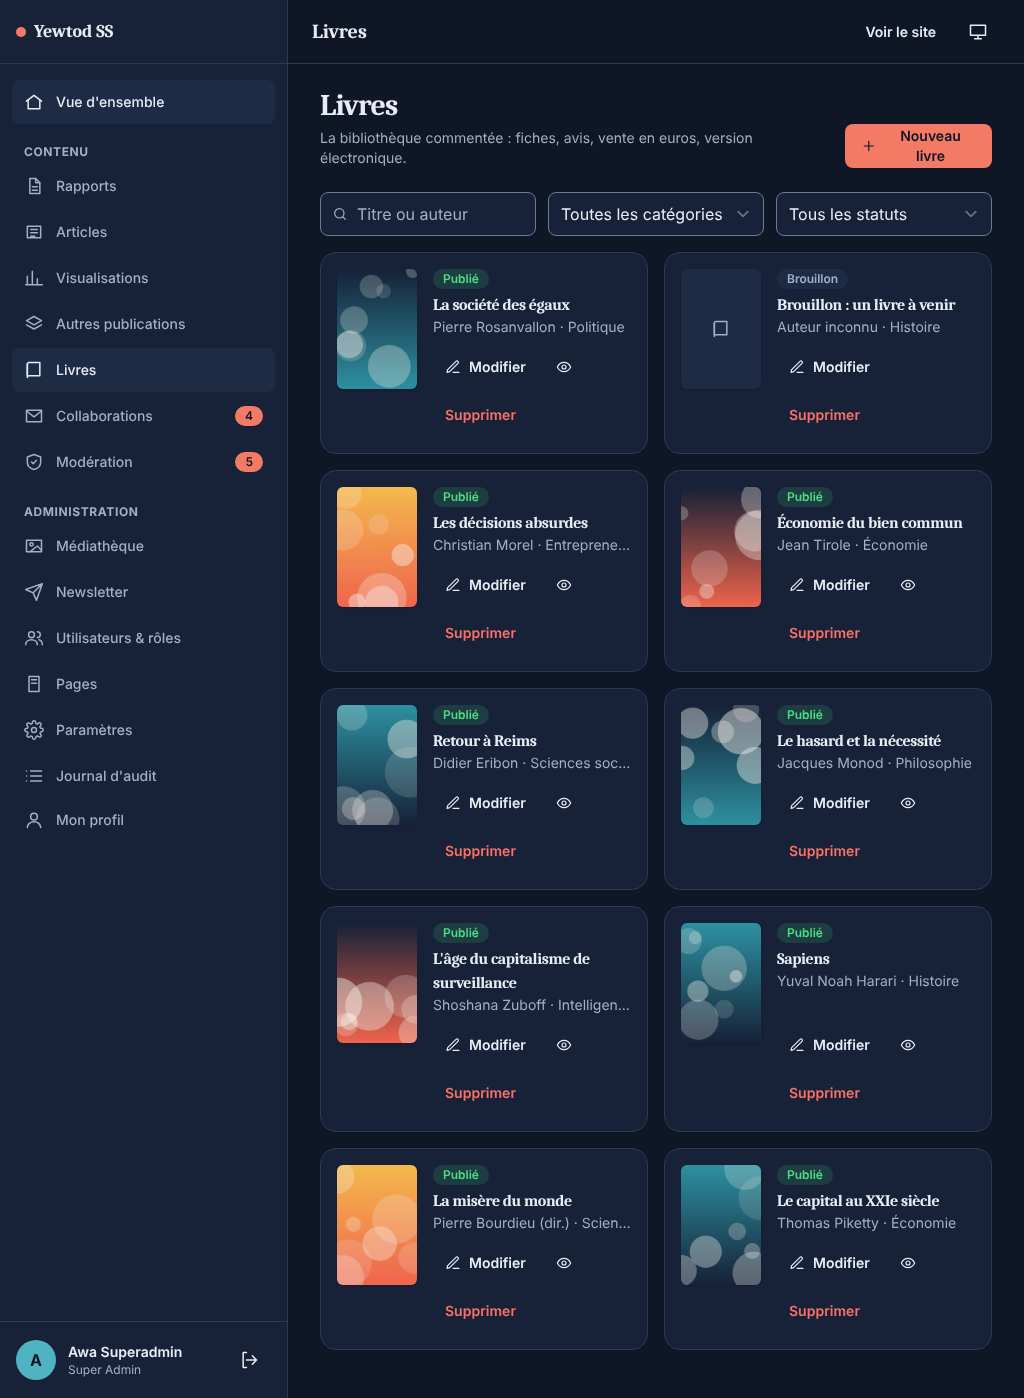 Yewtod SS
Livres
Voir le site
Vue d'ensemble
CONTENU
Rapports
Articles
Visualisations
Autres publications
Livres
Collaborations
4
Modération
5
ADMINISTRATION
Médiathèque
Newsletter
Utilisateurs & rôles
Pages
Paramètres
Journal d'audit
Mon profil
A
Awa Superadmin
Super Admin
Livres
La bibliothèque commentée : fiches, avis, vente en euros, version
électronique.
Nouveau
livre
Titre ou auteur
Toutes les catégories
Tous les statuts
Publié
La société des égaux
Pierre Rosanvallon · Politique
Modifier
Supprimer
Brouillon
Brouillon : un livre à venir
Auteur inconnu · Histoire
Modifier
Supprimer
Publié
Les décisions absurdes
Christian Morel · Entreprene...
Modifier
Supprimer
Publié
Économie du bien commun
Jean Tirole · Économie
Modifier
Supprimer
Publié
Retour à Reims
Didier Eribon · Sciences soc...
Modifier
Supprimer
Publié
Le hasard et la nécessité
Jacques Monod · Philosophie
Modifier
Supprimer
Publié
L'âge du capitalisme de
surveillance
Shoshana Zuboff · Intelligen...
Modifier
Supprimer
Publié
Sapiens
Yuval Noah Harari · Histoire
Modifier
Supprimer
Publié
La misère du monde
Pierre Bourdieu (dir.) · Scien...
Modifier
Supprimer
Publié
Le capital au XXIe siècle
Thomas Piketty · Économie
Modifier
Supprimer